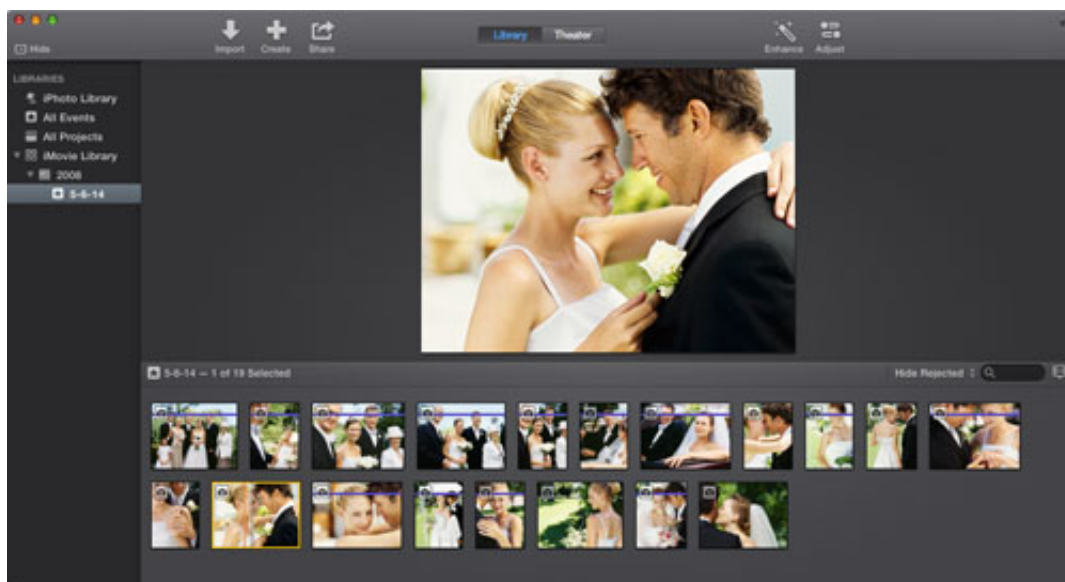 Hide
Import
Create
Share
Library
Theater
Enhance
Adjust
LIBRARIES
iPhoto Library
All Events
All Projects
iMovie Library
2008
5-6-14
5-6-14 — 1 of 19 Selected
Hide Rejected